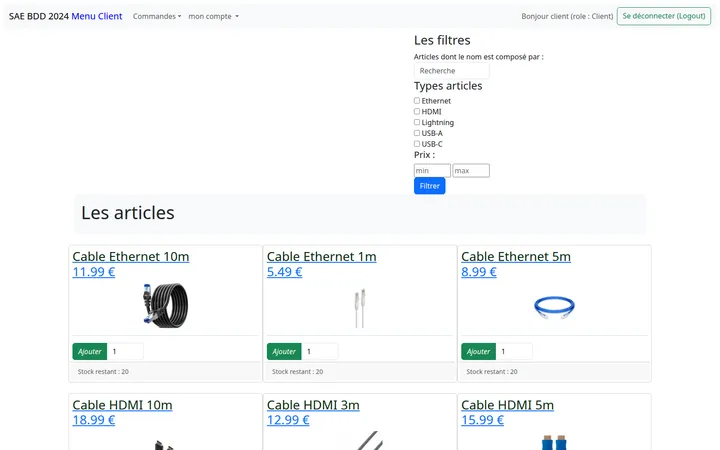 SAE BDD 2024 Menu Client Commandes mon compte Bonjour client (role : Client) Se déconnecter (Logout)
Les filtres
Articles dont le nom est composé par :
Recherche
Types articles
Ethernet
HDMI
Lightning
USB-A
USB-C
Prix :
min max
Filtrer
Les articles
Cable Ethernet 10m
11.99 €
Ajouter 1
Stock restant : 20
Cable Ethernet 1m
5.49 €
Ajouter 1
Stock restant : 20
Cable Ethernet 5m
8.99 €
Ajouter 1
Stock restant : 20
Cable HDMI 10m
18.99 €
Cable HDMI 3m
12.99 €
Cable HDMI 5m
15.99 €